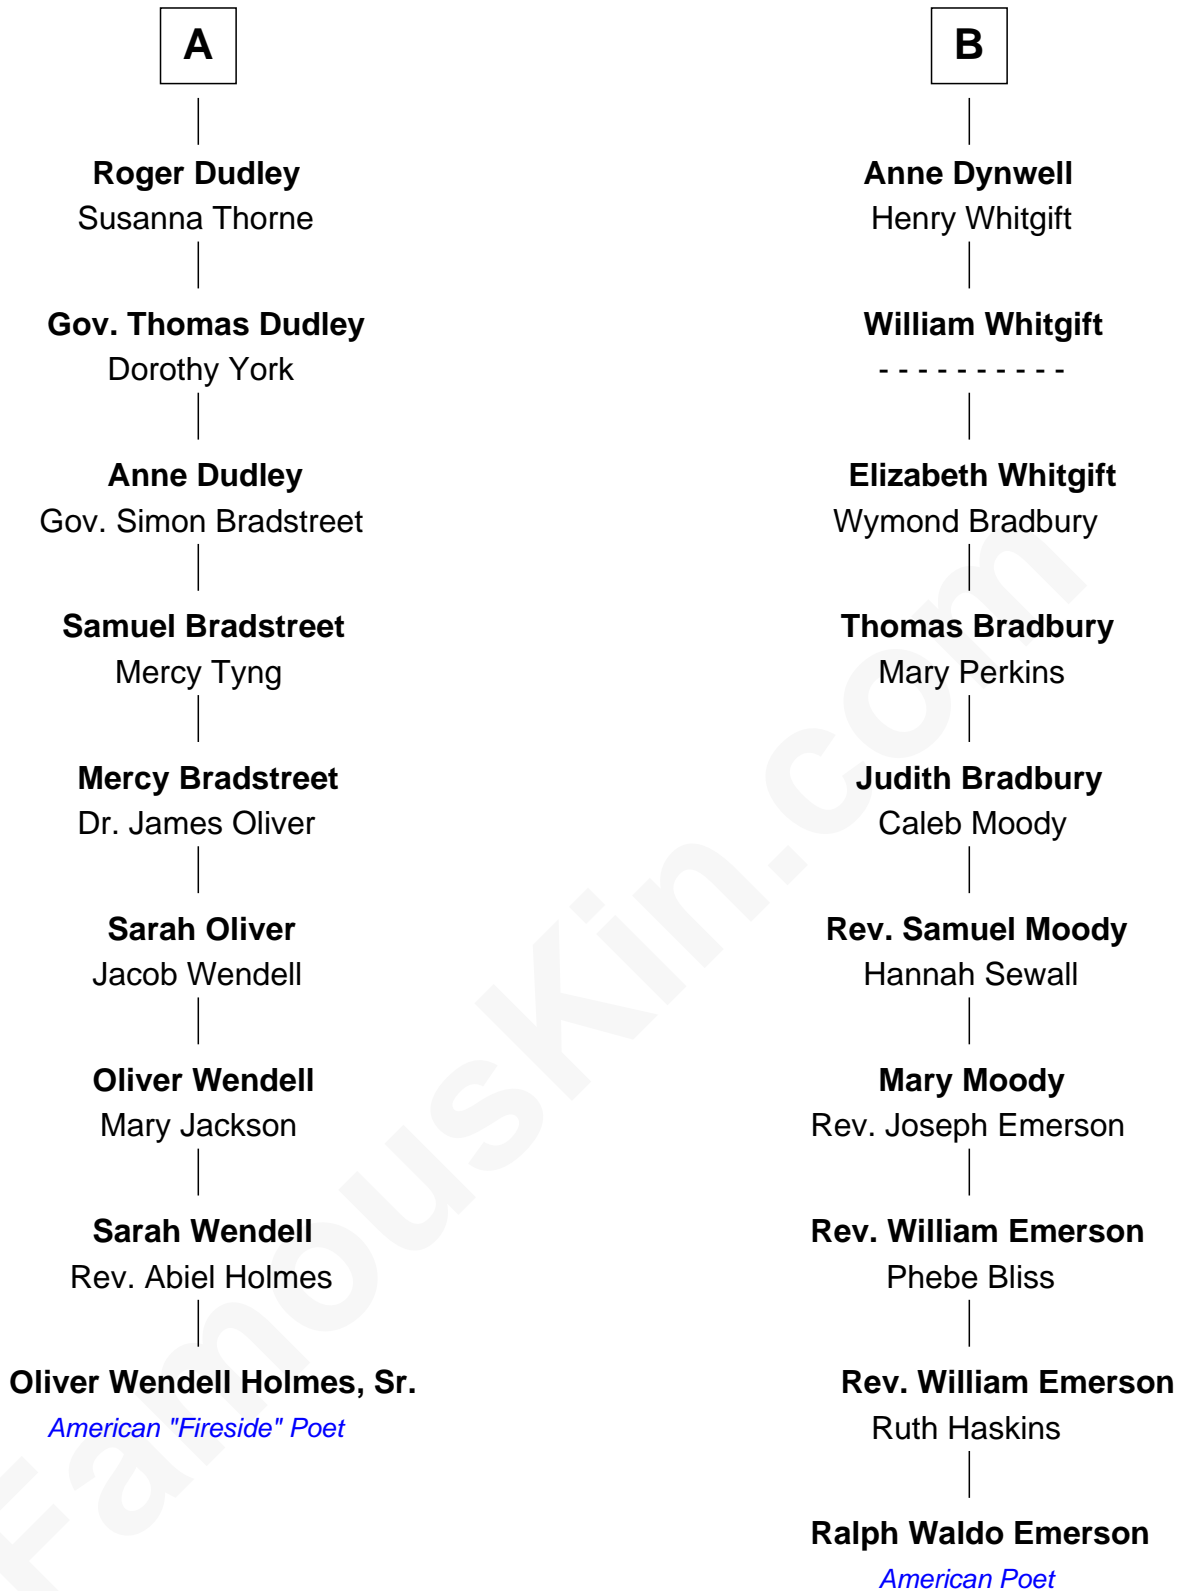 A
Roger Dudley
Susanna Thorne
Gov. Thomas Dudley
Dorothy York
Anne Dudley
Gov. Simon Bradstreet
Samuel Bradstreet
Mercy Tyng
Mercy Bradstreet
Dr. James Oliver
Sarah Oliver
Jacob Wendell
Oliver Wendell
Mary Jackson
Sarah Wendell
Rev. Abiel Holmes
Oliver Wendell Holmes, Sr.
American "Fireside" Poet
B
Anne Dynwell
Henry Whitgift
William Whitgift
- - - - - - - - - -
Elizabeth Whitgift
Wymond Bradbury
Thomas Bradbury
Mary Perkins
Judith Bradbury
Caleb Moody
Rev. Samuel Moody
Hannah Sewall
Mary Moody
Rev. Joseph Emerson
Rev. William Emerson
Phebe Bliss
Rev. William Emerson
Ruth Haskins
Ralph Waldo Emerson
American Poet
FamousKin.com